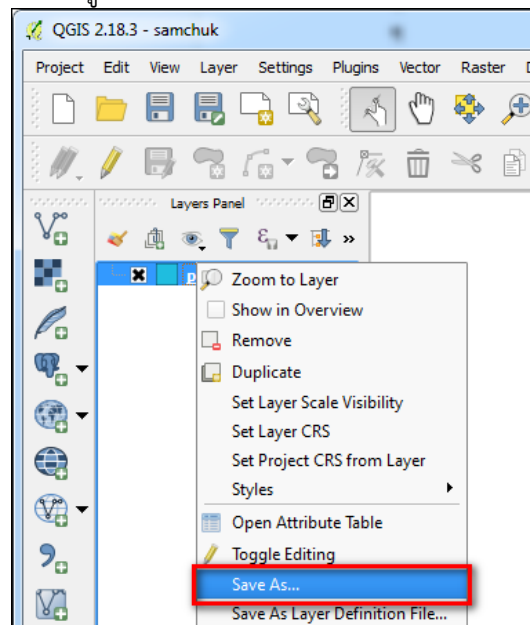 QGIS 2.18.3 - samchuk
Project Edit View Layer Settings Plugins Vector Raster
Layers Panel
Zoom to Layer
Show in Overview
Remove
Duplicate
Set Layer Scale Visibility
Set Layer CRS
Set Project CRS from Layer
Styles
Open Attribute Table
Toggle Editing
Save As...
Save As Layer Definition File...